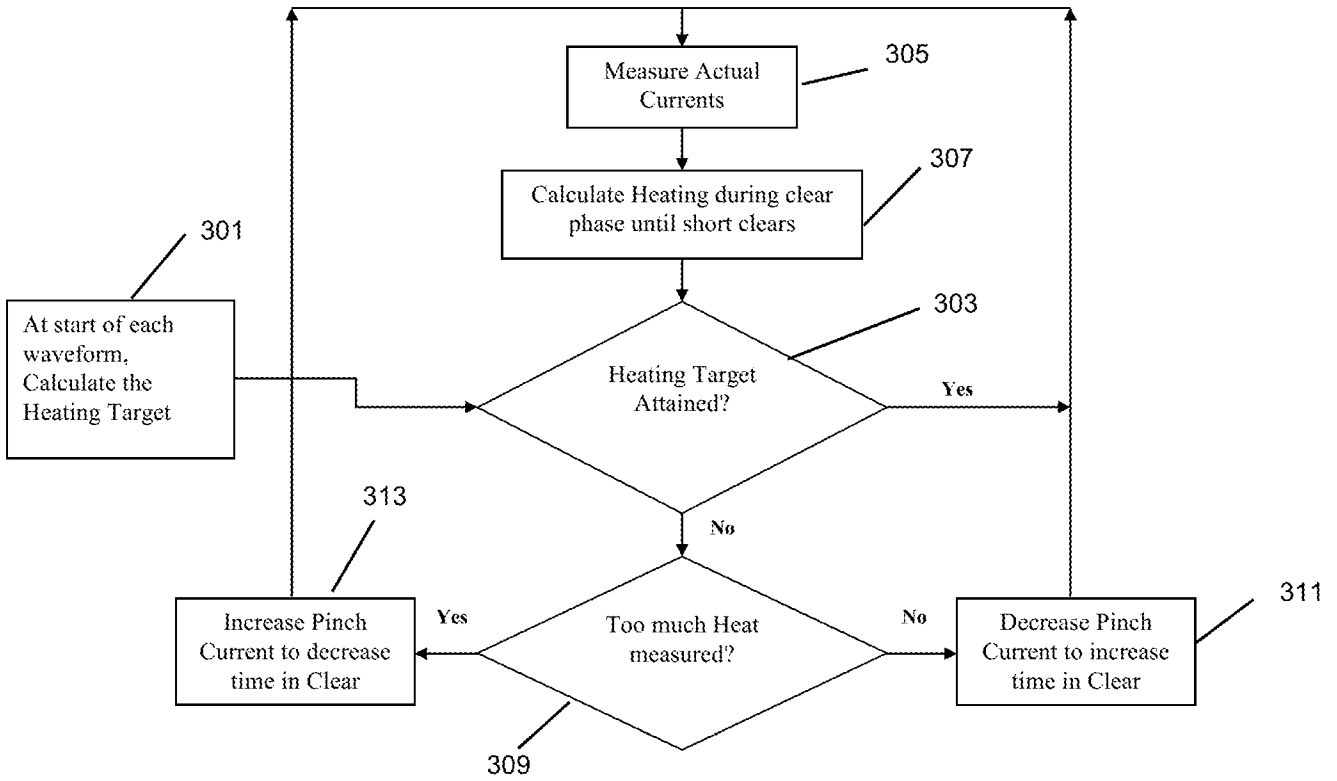 305
Measure Actual
Currents
307
Calculate Heating during clear
phase until short clears
301
At start of each
waveform,
Calculate the
Heating Target
303
Heating Target
Attained?
Yes
No
313
Increase Pinch
Current to decrease
time in Clear
Yes
Too much Heat
measured?
No
309
311
Decrease Pinch
Current to increase
time in Clear